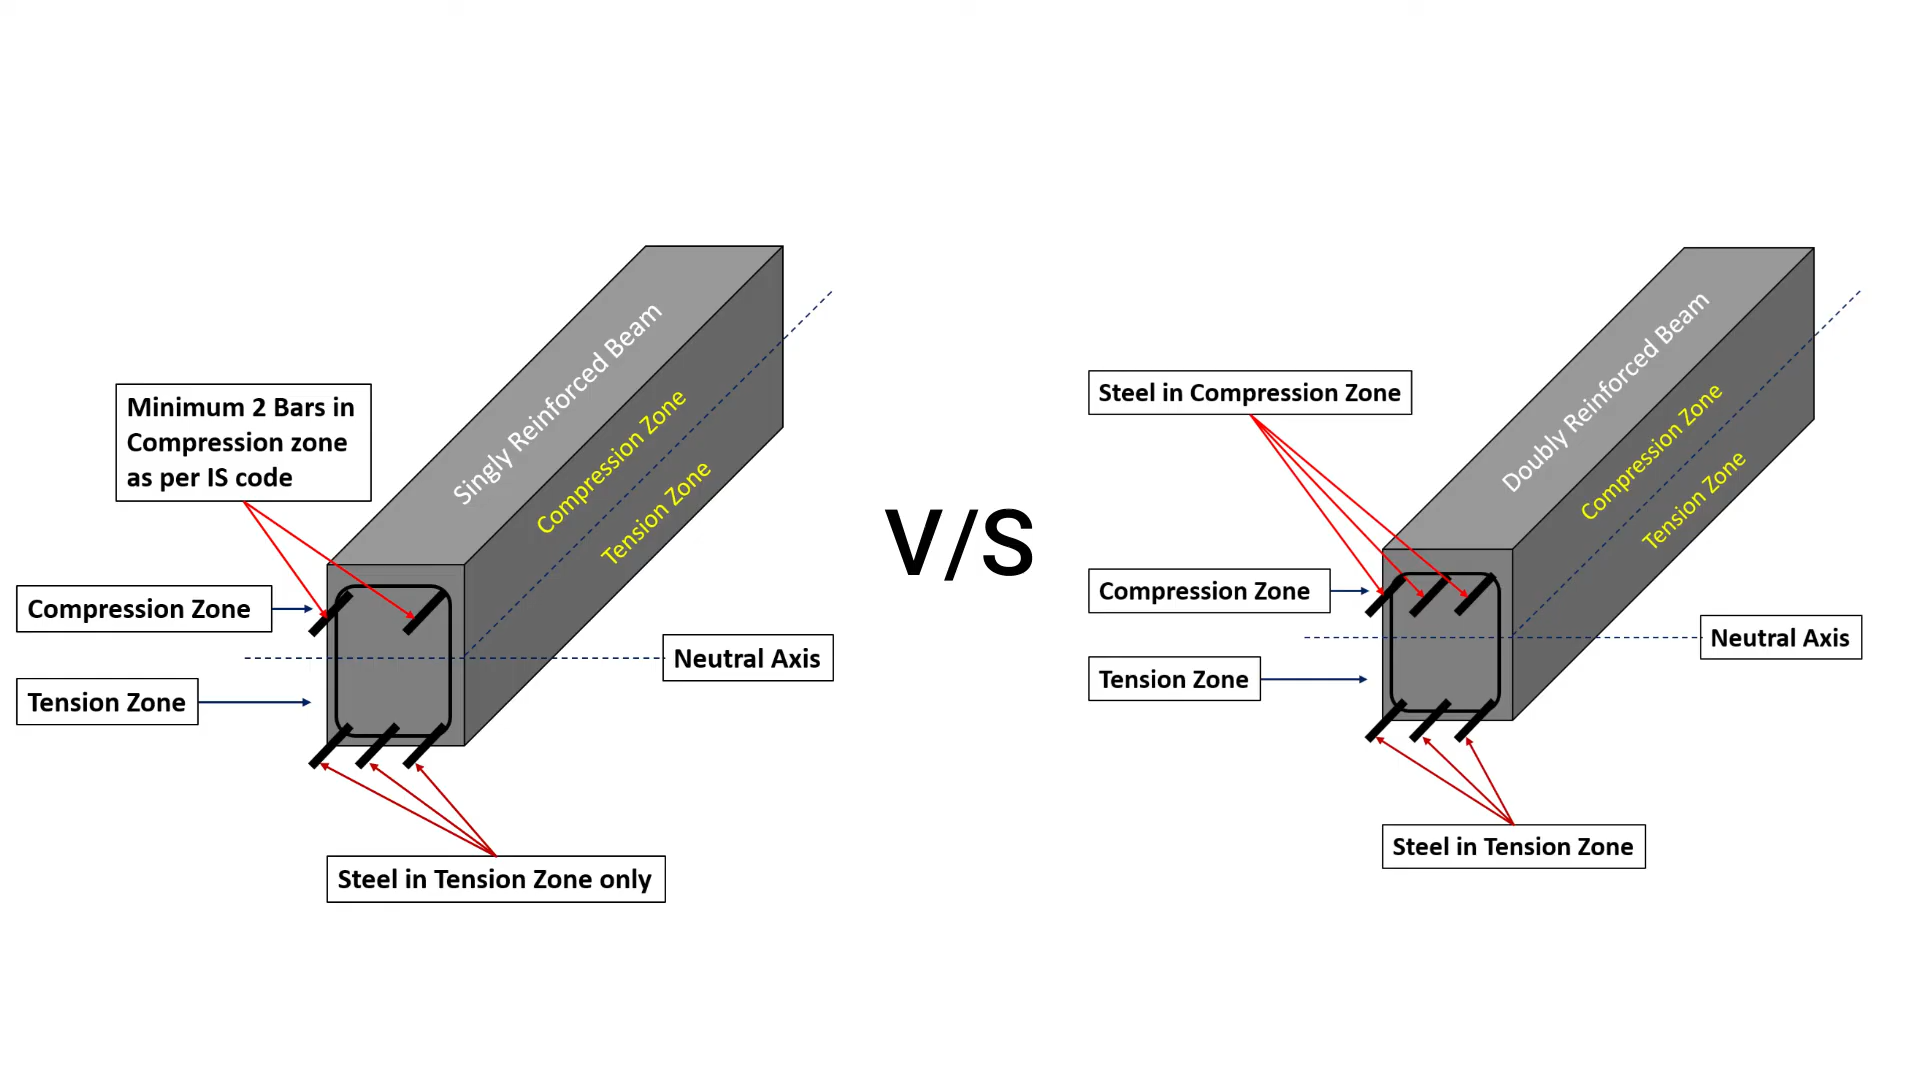 Singly Reinforced Beam
Compression Zone
Tension Zone
Minimum 2 Bars in
Compression zone
as per IS code
Compression Zone
Tension Zone
Neutral Axis
Steel in Tension Zone only
V/S
Doubly Reinforced Beam
Compression Zone
Tension Zone
Steel in Compression Zone
Compression Zone
Tension Zone
Neutral Axis
Steel in Tension Zone